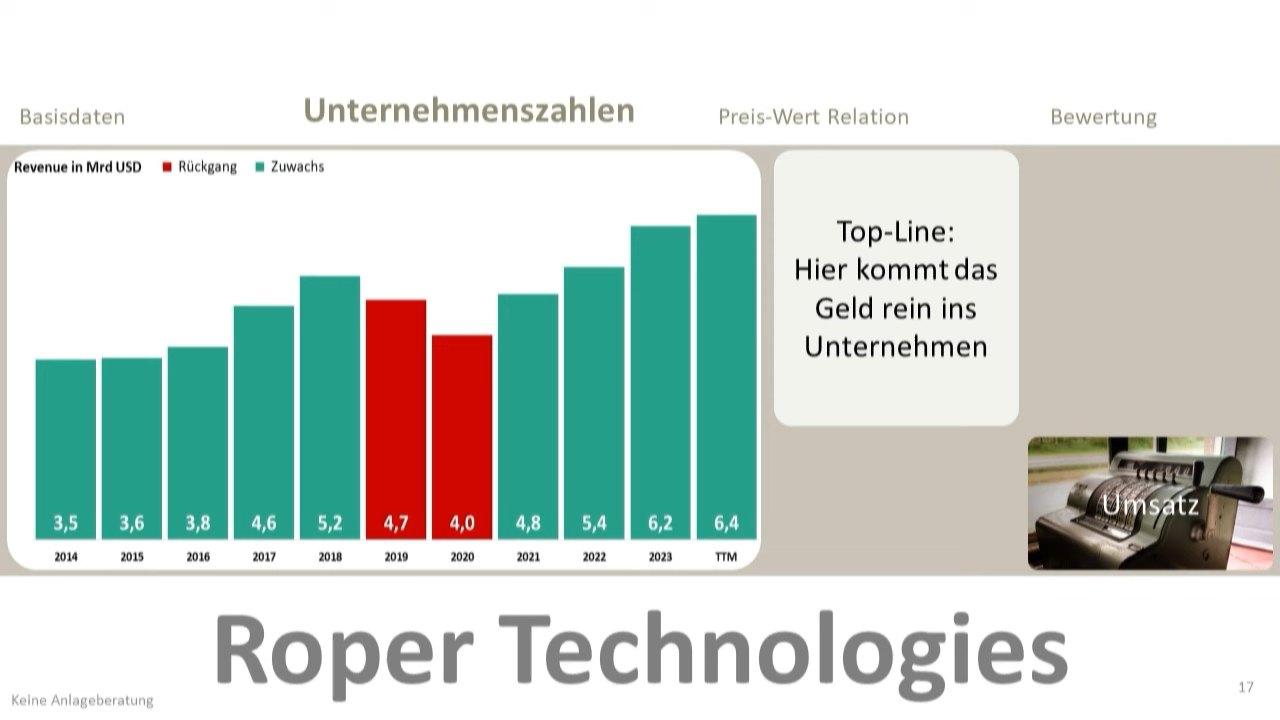 Basisdaten
Unternehmenszahlen
Preis-Wert Relation
Bewertung
Revenue in Mrd USD
Rückgang
Zuwachs
3,5 3,6 3,8 4,6 5,2 4,7 4,0 4,8 5,4 6,2 6,4
2014 2015 2016 2017 2018 2019 2020 2021 2022 2023 TTM
Top-Line:
Hier kommt das
Geld rein ins
Unternehmen
Umsatz
Roper Technologies
Keine Anlageberatung
17